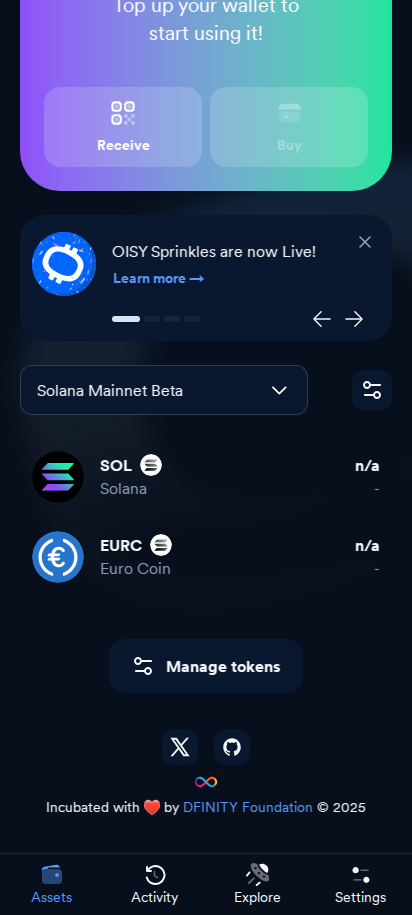 Top up your wallet to
start using it!
Receive
Buy
OISY Sprinkles are now Live!
Learn more →
Solana Mainnet Beta
SOL
n/a
Solana
-
EURC
n/a
Euro Coin
-
Manage tokens
Incubated with ❤️ by DFINITY Foundation © 2025
Assets
Activity
Explore
Settings